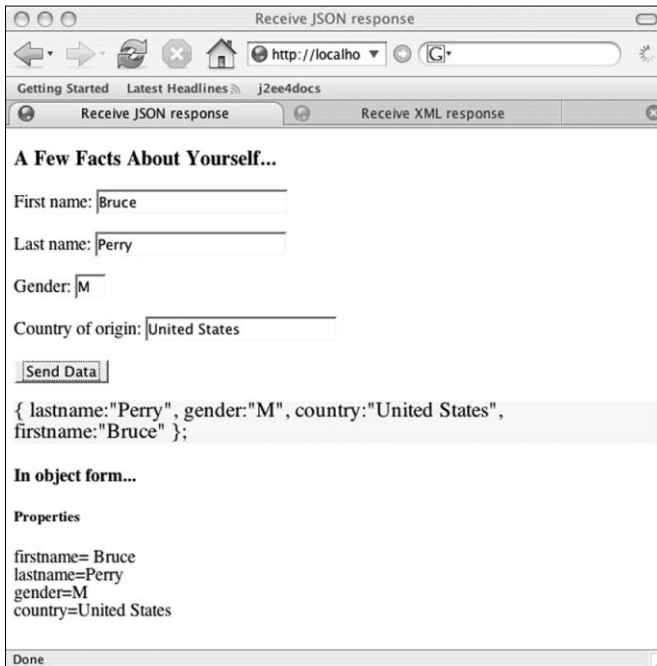 Receive JSON response
http://localho
G
Getting Started Latest Headlines j2ee4docs
Receive JSON response Receive XML response
A Few Facts About Yourself...
First name: Bruce
Last name: Perry
Gender: M
Country of origin: United States
Send Data
{ lastname:"Perry", gender:"M", country:"United States",
firstname:"Bruce" };
In object form...
Properties
firstname= Bruce
lastname=Perry
gender=M
country=United States
Done